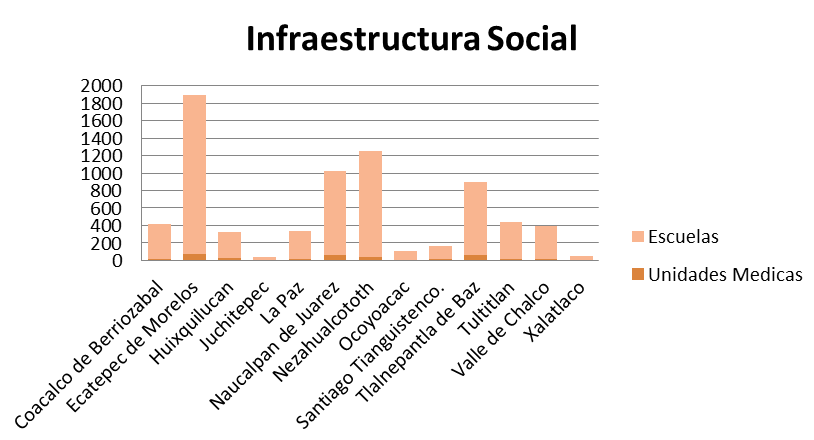 Infraestructura Social
2000
1800
1600
1400
1200
1000
800
600
400
200
0
Escuelas
Unidades Medicas
Coacalco de Berriozabal
Ecatepec de Morelos
Huixquilucan
Juchitepec
La Paz
Naucalpan de Juarez
Nezahualcototh
Ocoyoacac
Santiago Tianguistenco.
Tlalnepantla de Baz
Tultitlan
Valle de Chalco
Xalatlaco